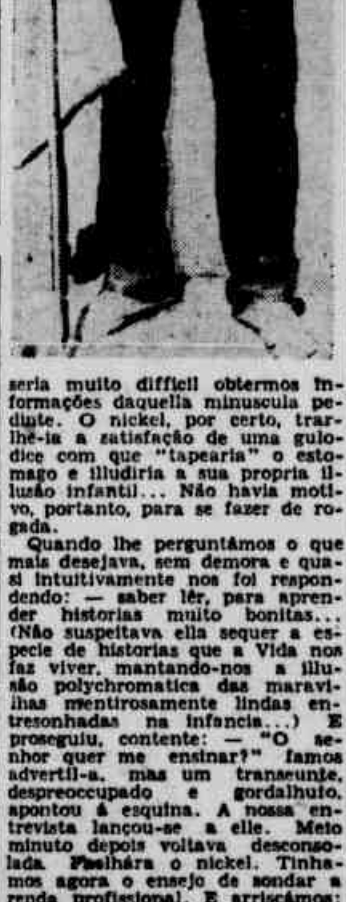 seria muito difficil obtermos in-
formações daquella minuscula pe-
dinte. O nickel, por certo, trar-
lhe-ia a satisfação de uma gulo-
dice com que "tapearia" o esto-
mago e illudiria a sua propria il-
lusão infantil... Não havia moti-
vo, portanto, para se fazer de ro-
gada.
Quando lhe perguntámos o que
mais desejava, sem demora e qua-
si intuitivamente nos foi respon-
dendo: — saber lêr, para apren-
der historias muito bonitas...
(Não suspeitava ella sequer a es-
pecie de historias que a Vida nos
faz viver, mantando-nos a illu-
são polychromatica das maravi-
lhas mentirosamente lindas en-
tresonhadas na infancia...) E
proseguiu, contente: — "O se-
nhor quer me ensinar?" Iamos
advertil-a, mas um transeunte,
despreoccupado e gordalhufo,
apontou á esquina. A nossa en-
trevista lançou-se a elle. Meio
minuto depois voltava desconso-
lada. o nickel. Tinha-
mos agora o ensejo de sondar a
renda profissional. E arriscámos: